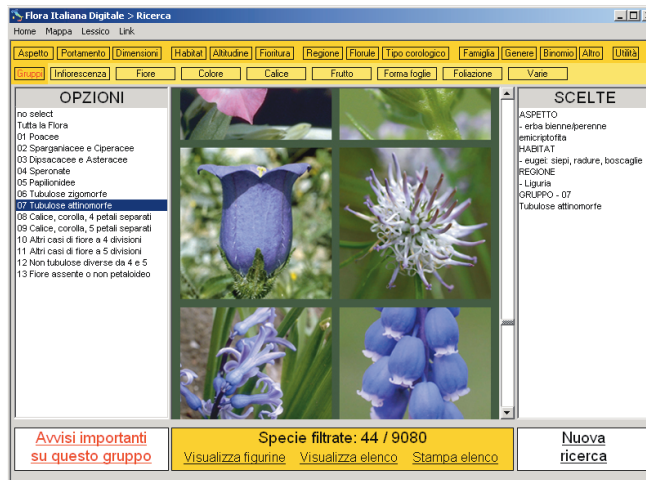 Flora Italiana Digitale > Ricerca
Home Mappa Lessico Link
Aspetto Portamento Dimensioni Habitat Altitudine Fioritura Regione Florule Tipo corologico Famiglia Genere Binomio Altro Utilità
Gruppi Infiorescenza Fiore Colore Calice Frutto Forma foglie Foliazione Varie
OPZIONI
no select
Tutta la Flora
01 Poacee
02 Sparganiacee e Ciperacee
03 Dipsacacee e Asteracee
04 Speronate
05 Papilionidee
06 Tubulose zigomorfe
07 Tubulose attinomorfe
08 Calice, corolla, 4 petali separati
09 Calice, corolla, 5 petali separati
10 Altri casi di fiore a 4 divisioni
11 Altri casi di fiore a 5 divisioni
12 Non tubulose diverse da 4 e 5
13 Fiore assente o non petaloideo
SCELTE
ASPETTO
- erba bienne/perenne
emicriptofita
HABITAT
- eugei: siepi, radure, boscaglie
REGIONE
- Liguria
GRUPPO - 07
Tubulose attinomorfe
Avvisi importanti
su questo gruppo
Specie filtrate: 44 / 9080
Visualizza figurine Visualizza elenco Stampa elenco
Nuova
ricerca